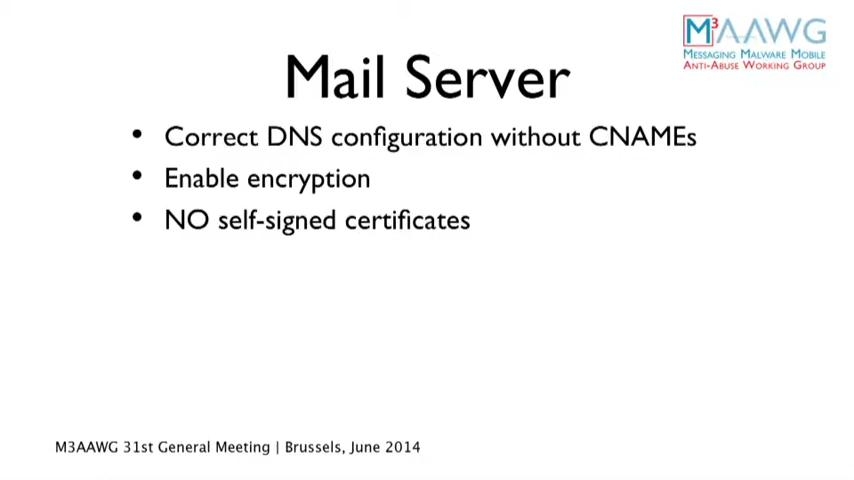 M³AAWG
MESSAGING MALWARE MOBILE
ANTI-ABUSE WORKING GROUP
Mail Server
• Correct DNS configuration without CNAMEs
• Enable encryption
• NO self-signed certificates
M3AAWG 31st General Meeting | Brussels, June 2014